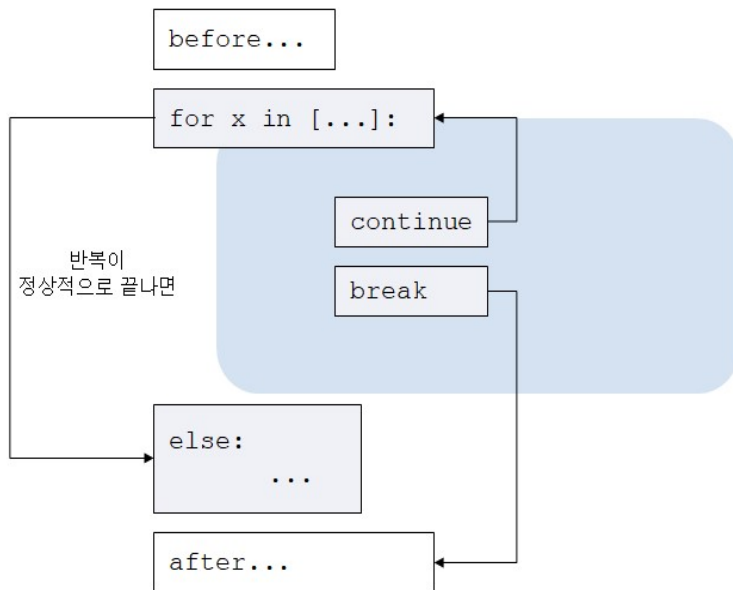 before...
for x in [...]:
continue
반복이
정상적으로 끝나면
break
else:
...
after...